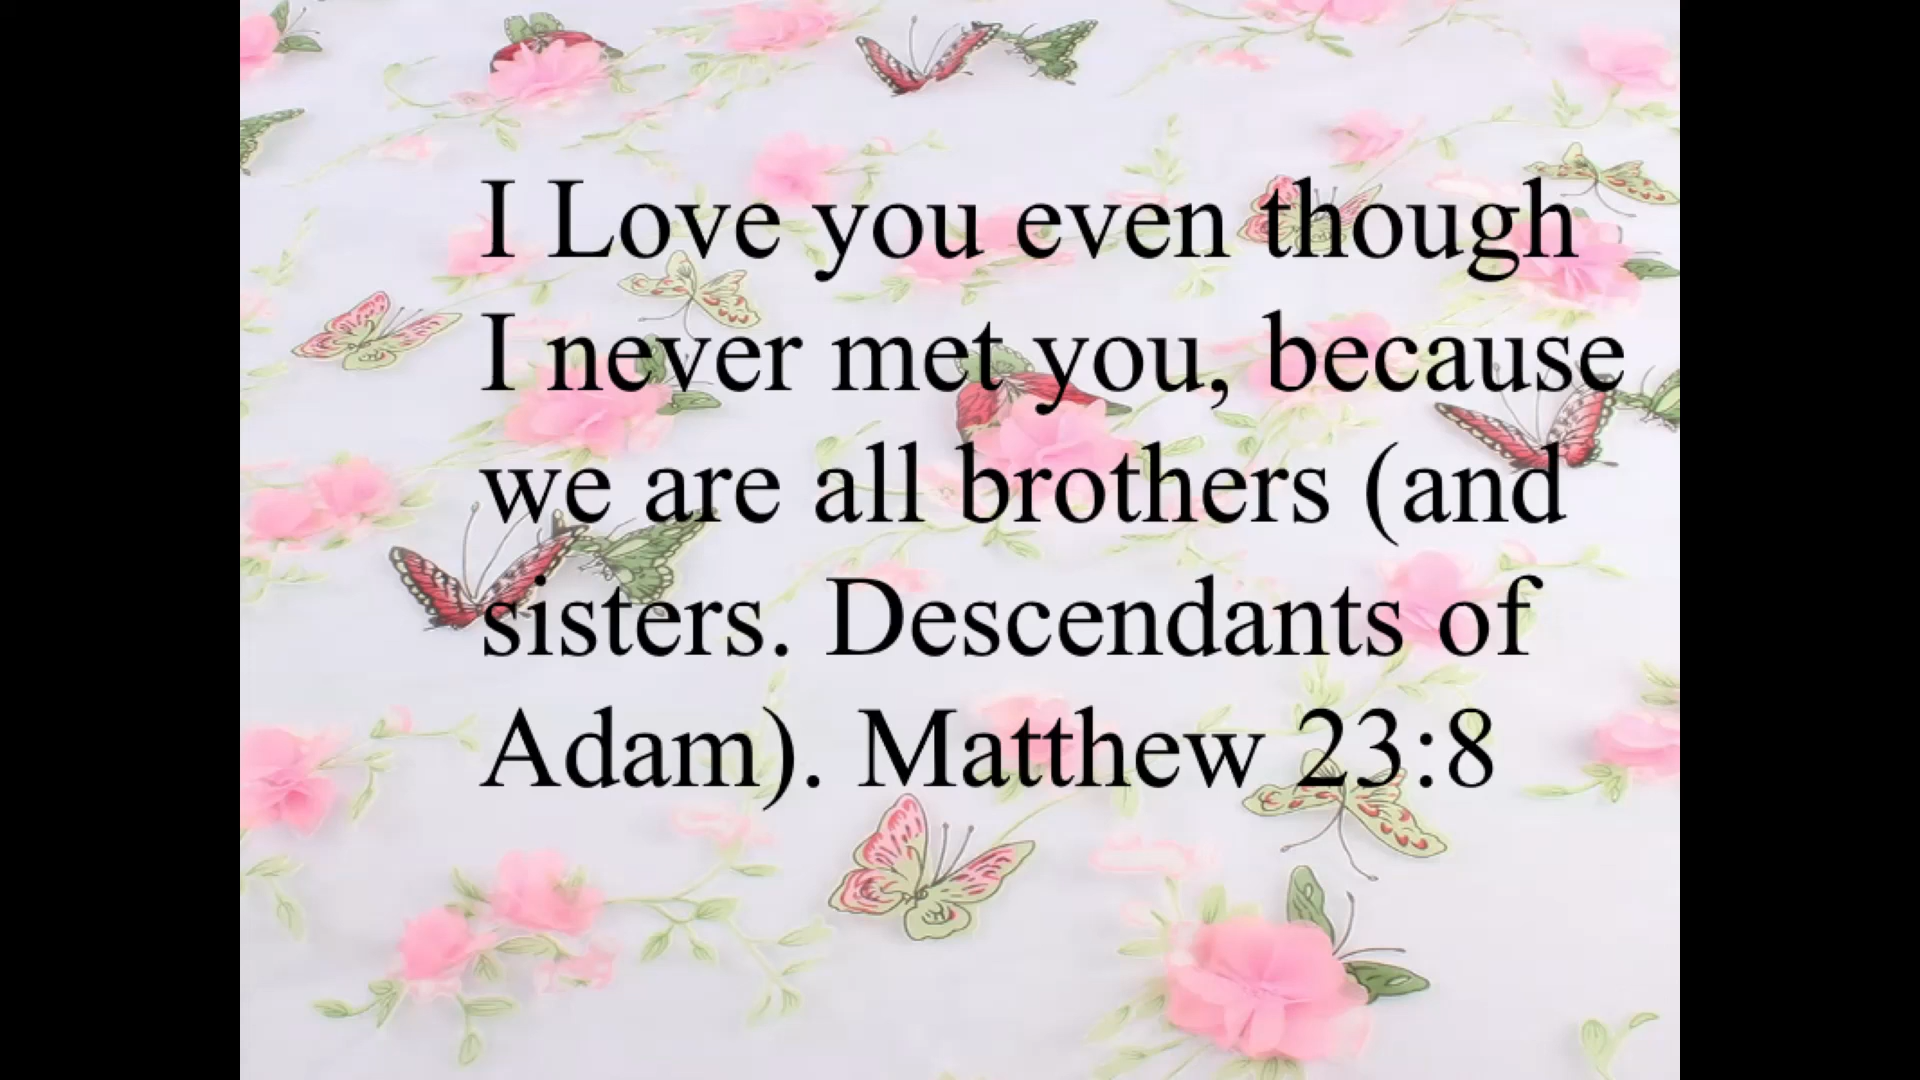 I Love you even though
I never met you, because
we are all brothers (and
sisters. Descendants of
Adam). Matthew 23:8